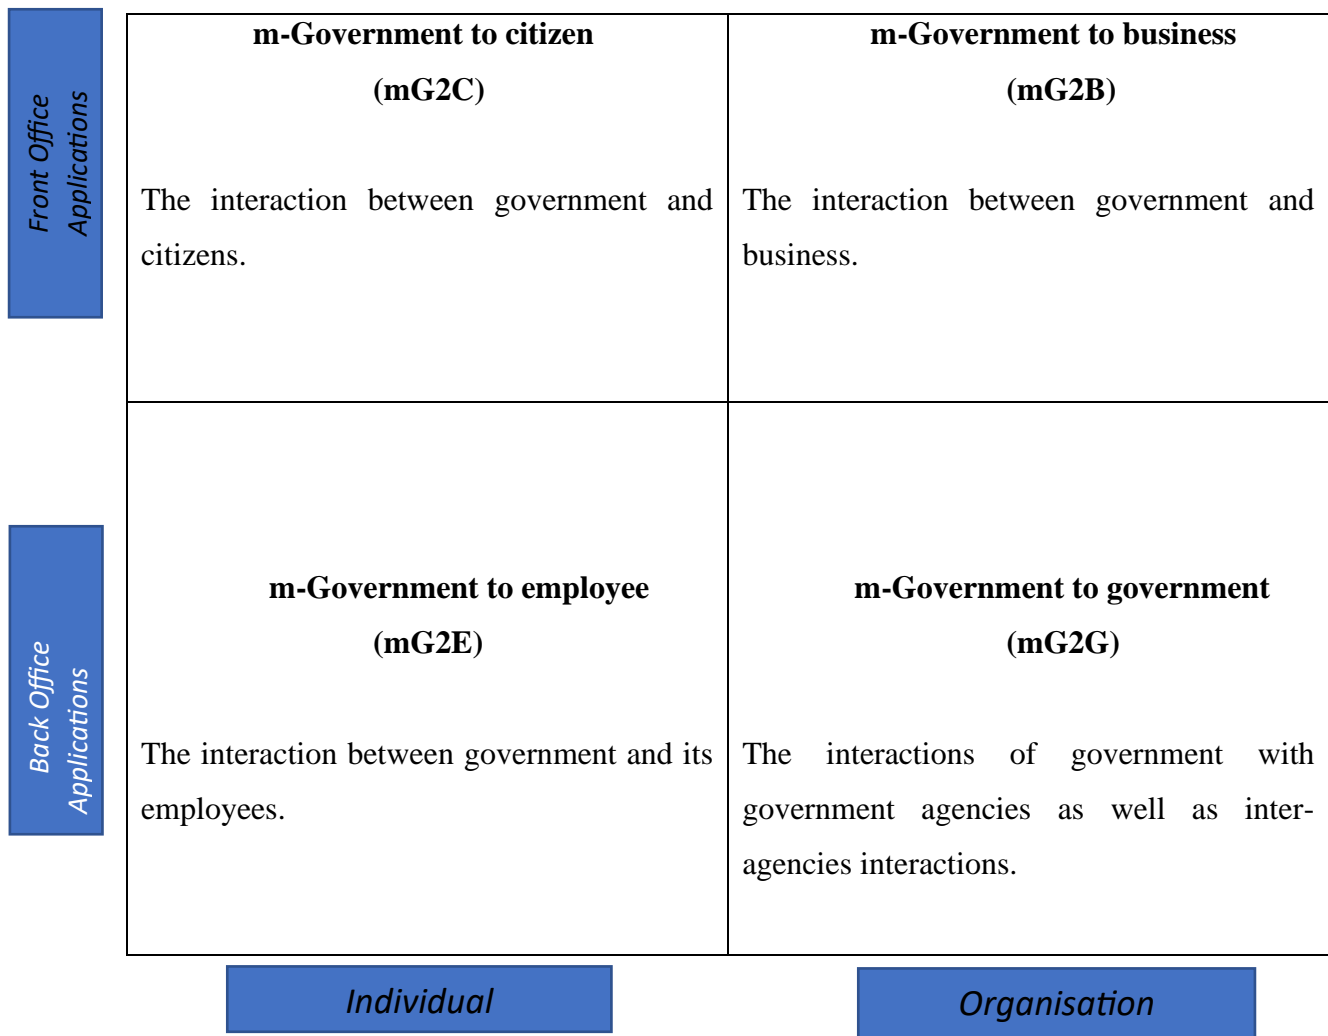 Front Office
Applications
m-Government to citizen
(mG2C)
The interaction between government and
citizens.
m-Government to business
(mG2B)
The interaction between government and
business.
Back Office
Applications
m-Government to employee
(mG2E)
The interaction between government and its
employees.
m-Government to government
(mG2G)
The interactions of government with
government agencies as well as inter-
agencies interactions.
Individual
Organisation